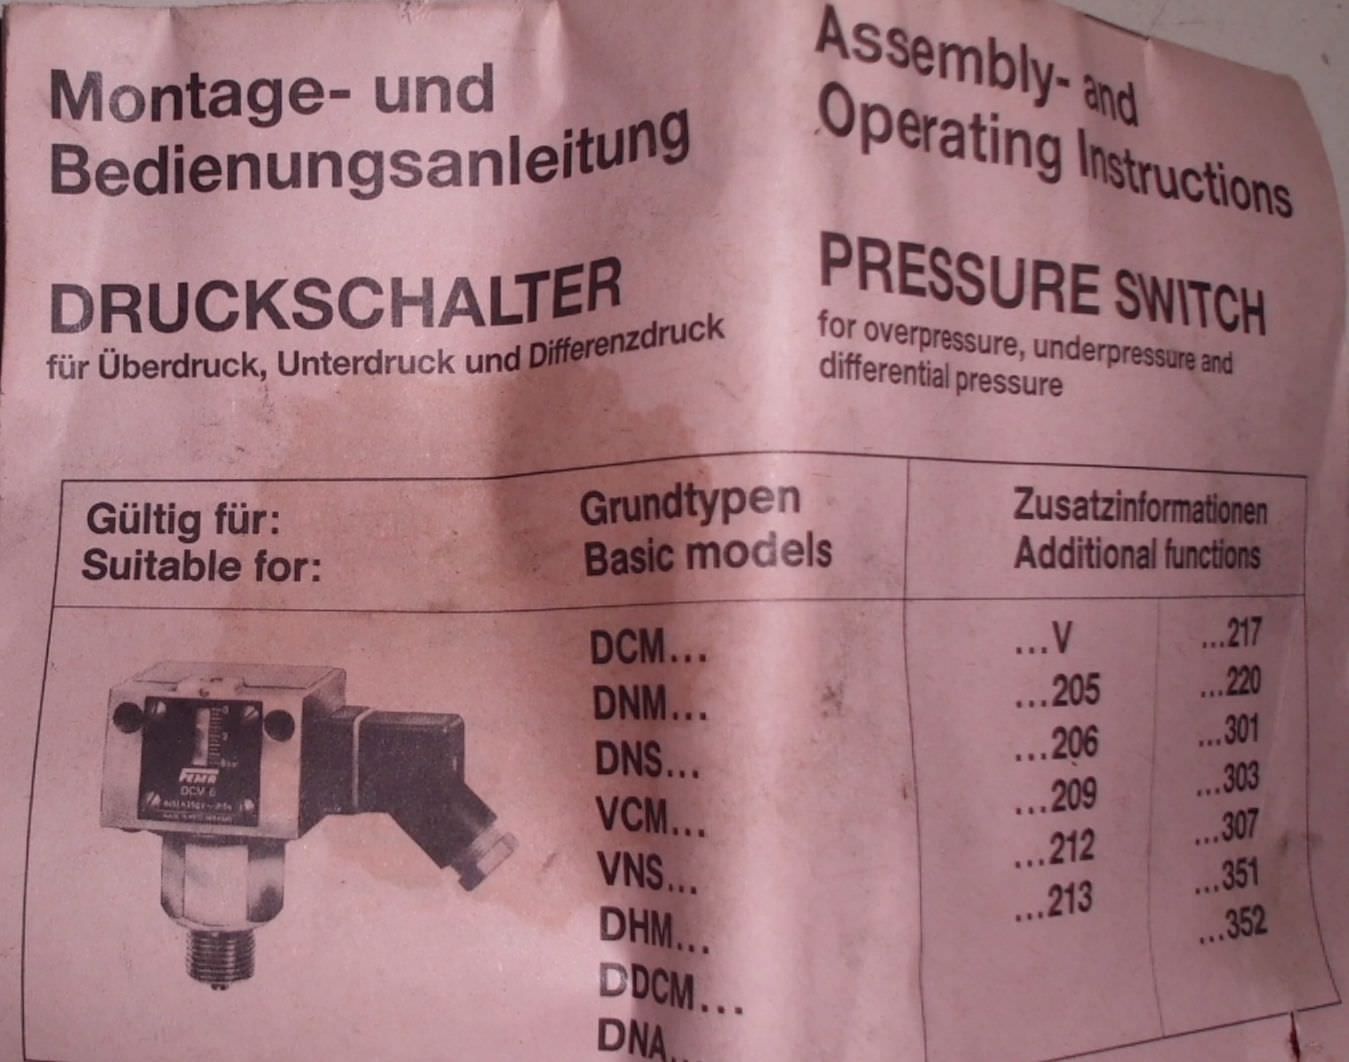 Montage- und
Bedienungsanleitung
DRUCKSCHALTER
für Überdruck, Unterdruck und Differenzdruck
Assembly- and
Operating Instructions
PRESSURE SWITCH
for overpressure, underpressure and
differential pressure
Gültig für:
Suitable for:
Grundtypen
Basic models
Zusatzinformationen
Additional functions
DCM...
DNM...
DNS...
VCM...
VNS...
DHM...
DDCM...
DNA...
...V
...205
...206
...209
...212
...213
...217
...220
...301
...303
...307
...351
...352
FEMA
DCM 6